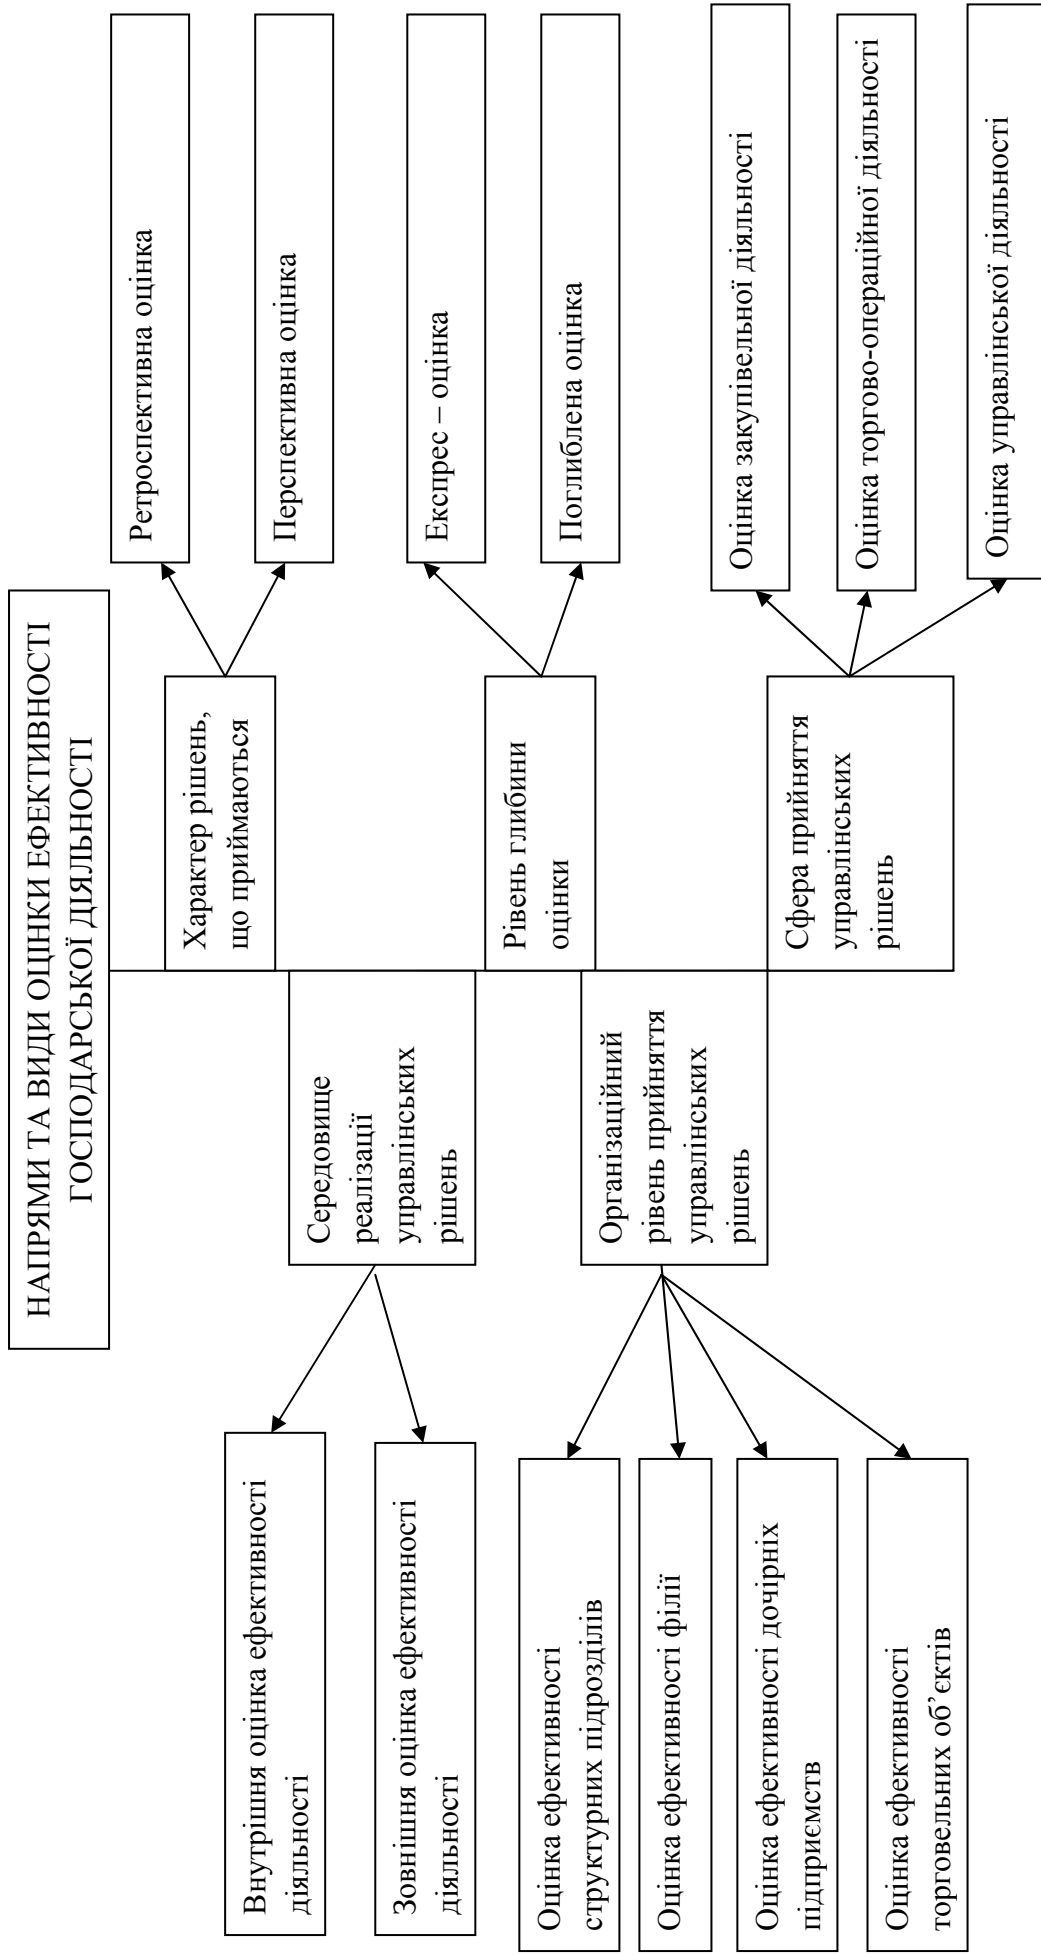 НАПРЯМИ ТА ВИДИ ОЦІНКИ ЕФЕКТИВНОСТІ
ГОСПОДАРСЬКОЇ ДІЯЛЬНОСТІ
Характер рішень,
що приймаються
Ретроспективна оцінка
Перспективна оцінка
Середовище
реалізації
управлінських
рішень
Внутрішня оцінка ефективності
діяльності
Зовнішня оцінка ефективності
діяльності
Рівень глибини
оцінки
Експрес – оцінка
Поглиблена оцінка
Організаційний
рівень прийняття
управлінських
рішень
Оцінка ефективності
структурних підрозділів
Оцінка ефективності філії
Оцінка ефективності дочірніх
підприємств
Оцінка ефективності
торговельних об’єктів
Сфера прийняття
управлінських
рішень
Оцінка закупівельної діяльності
Оцінка торгово-операційної діяльності
Оцінка управлінської діяльності